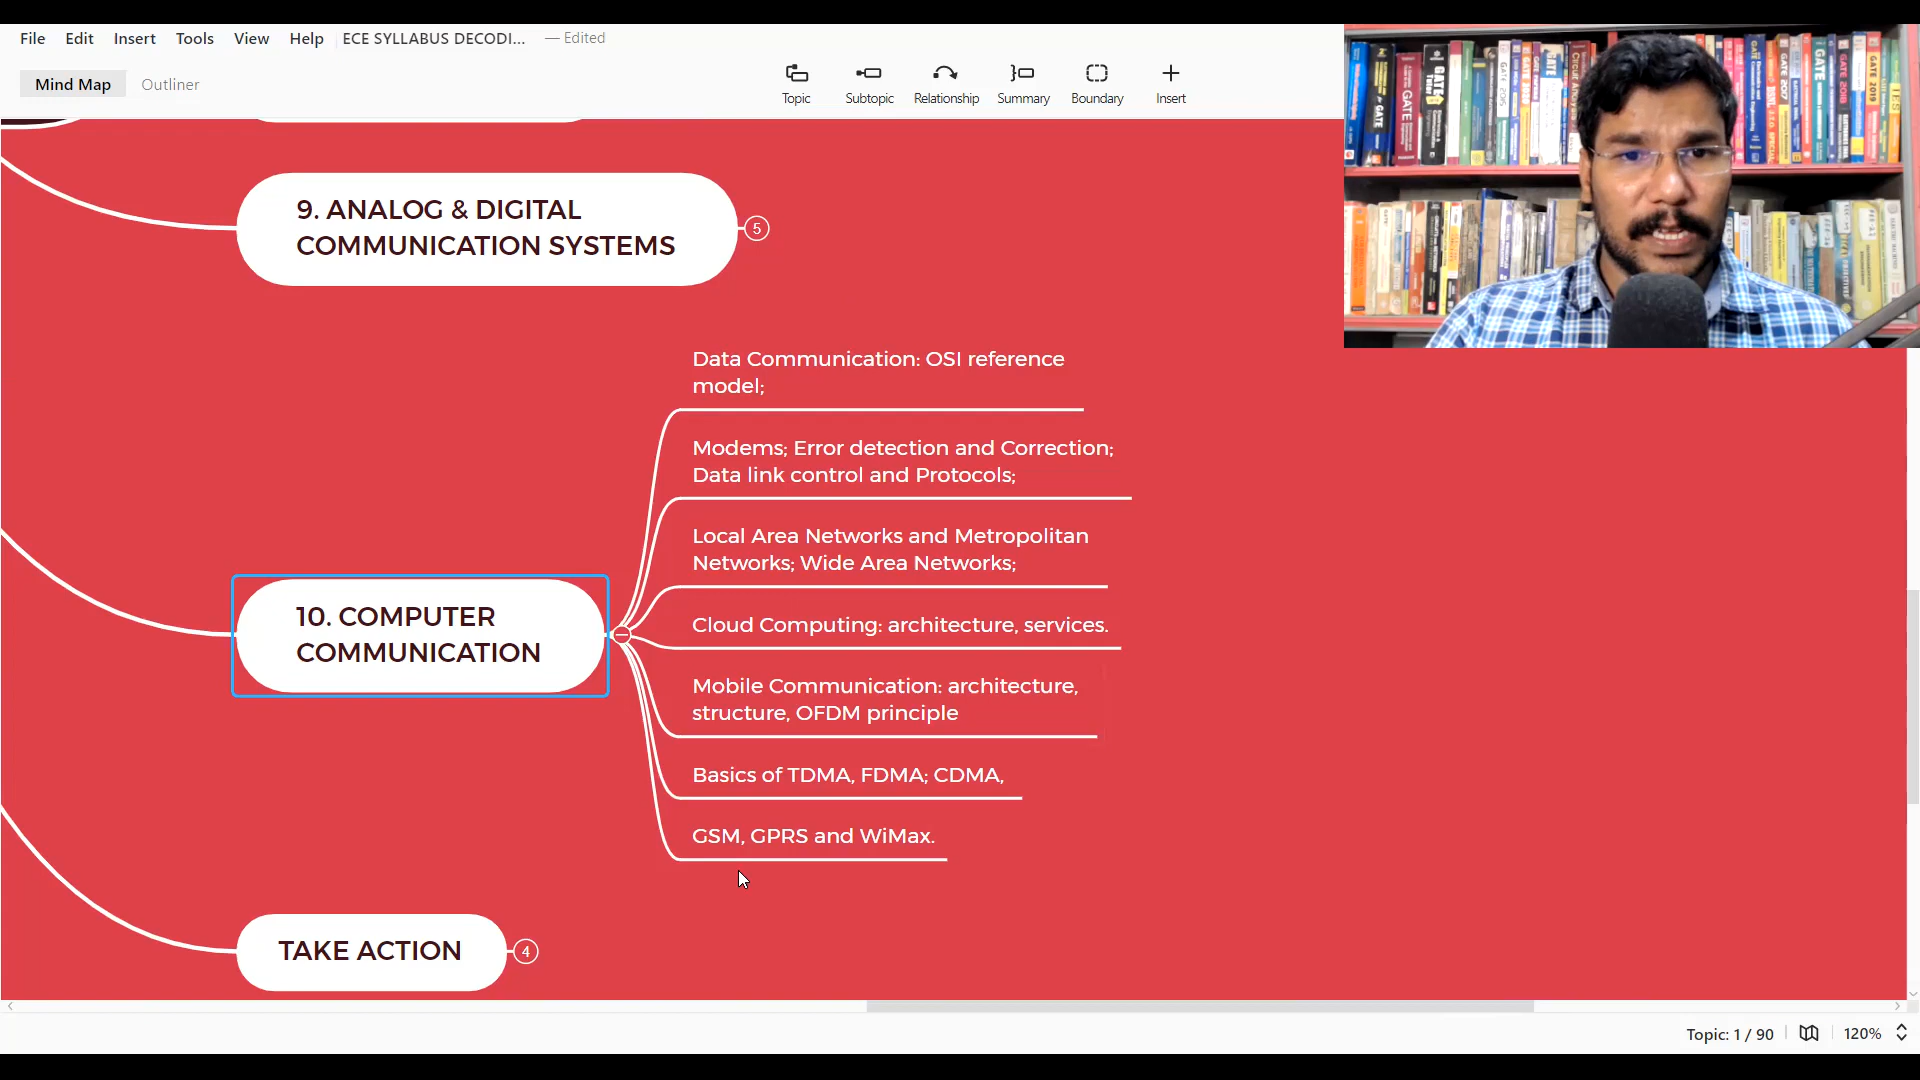 File Edit Insert Tools View Help ECE SYLLABUS DECODI... — Edited
Mind Map Outliner
Topic Subtopic Relationship Summary Boundary Insert
9. ANALOG & DIGITAL
COMMUNICATION SYSTEMS
5
Data Communication: OSI reference
model;
Modems; Error detection and Correction;
Data link control and Protocols;
Local Area Networks and Metropolitan
Networks; Wide Area Networks;
10. COMPUTER
COMMUNICATION
Cloud Computing: architecture, services.
Mobile Communication: architecture,
structure, OFDM principle
Basics of TDMA, FDMA; CDMA,
GSM, GPRS and WiMax.
TAKE ACTION
4
Topic: 1 / 90 120%
GATE
GATE
GATE